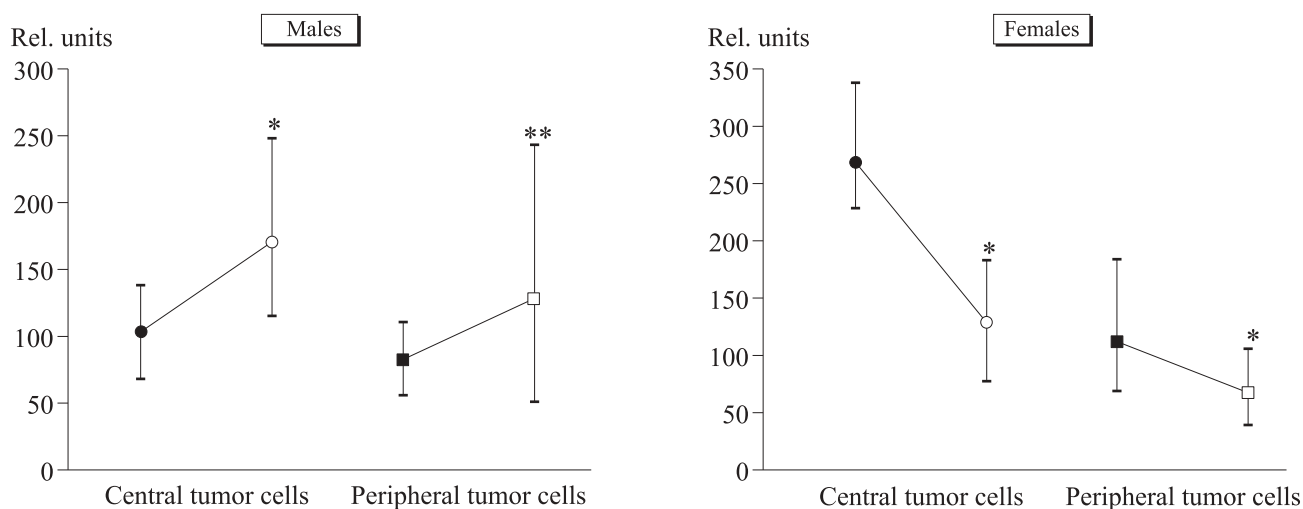 Males
Rel. units
300
250
200
150
100
50
0
*
**
Central tumor cells
Peripheral tumor cells
Females
Rel. units
350
300
250
200
150
100
50
0
*
*
Central tumor cells
Peripheral tumor cells